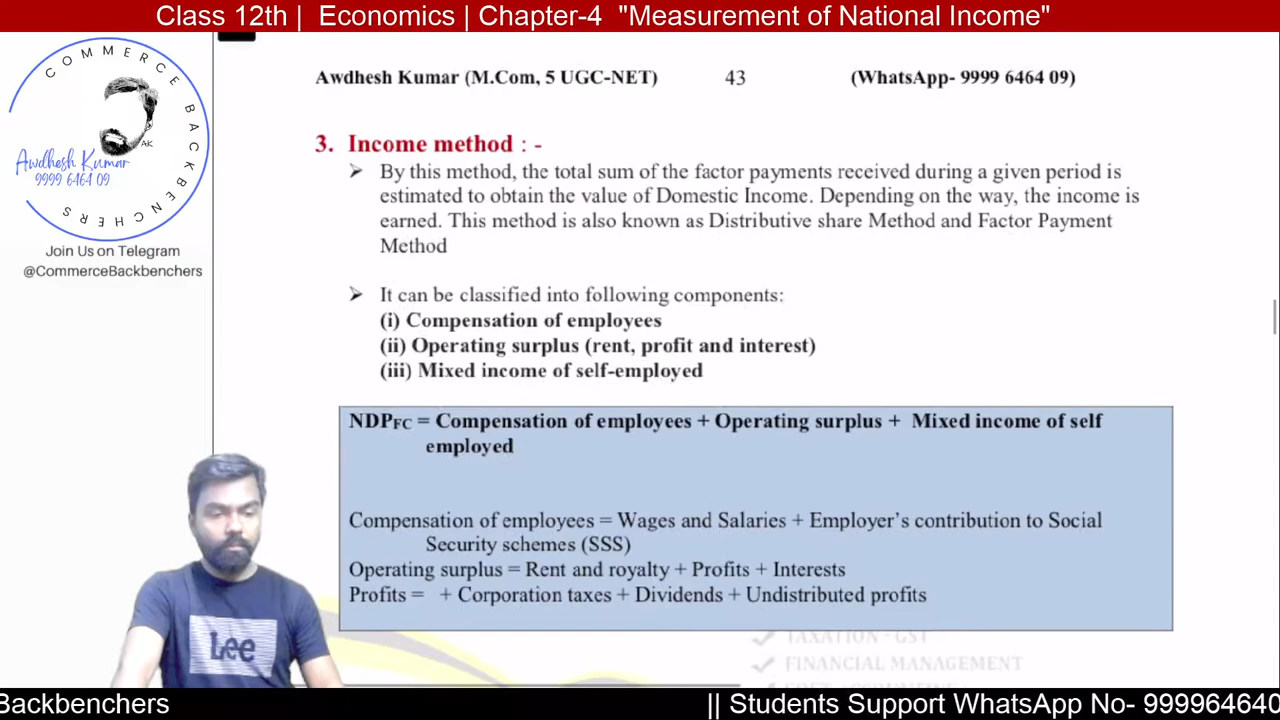 Class 12th | Economics | Chapter-4 "Measurement of National Income"
COMMERCE BACKBENCHERS
AK
Awdhesh Kumar
9999 6464 09
Join Us on Telegram
@CommerceBackbenchers
Awdhesh Kumar (M.Com, 5 UGC-NET) 43 (WhatsApp- 9999 6464 09)
3. Income method : -
➢ By this method, the total sum of the factor payments received during a given period is
estimated to obtain the value of Domestic Income. Depending on the way, the income is
earned. This method is also known as Distributive share Method and Factor Payment
Method
➢ It can be classified into following components:
(i) Compensation of employees
(ii) Operating surplus (rent, profit and interest)
(iii) Mixed income of self-employed
NDPFC = Compensation of employees + Operating surplus + Mixed income of self
employed
Compensation of employees = Wages and Salaries + Employer's contribution to Social
Security schemes (SSS)
Operating surplus = Rent and royalty + Profits + Interests
Profits = + Corporation taxes + Dividends + Undistributed profits
✓ TAXATION - GST
✓ FINANCIAL MANAGEMENT
Lee
Backbenchers || Students Support WhatsApp No- 999964640